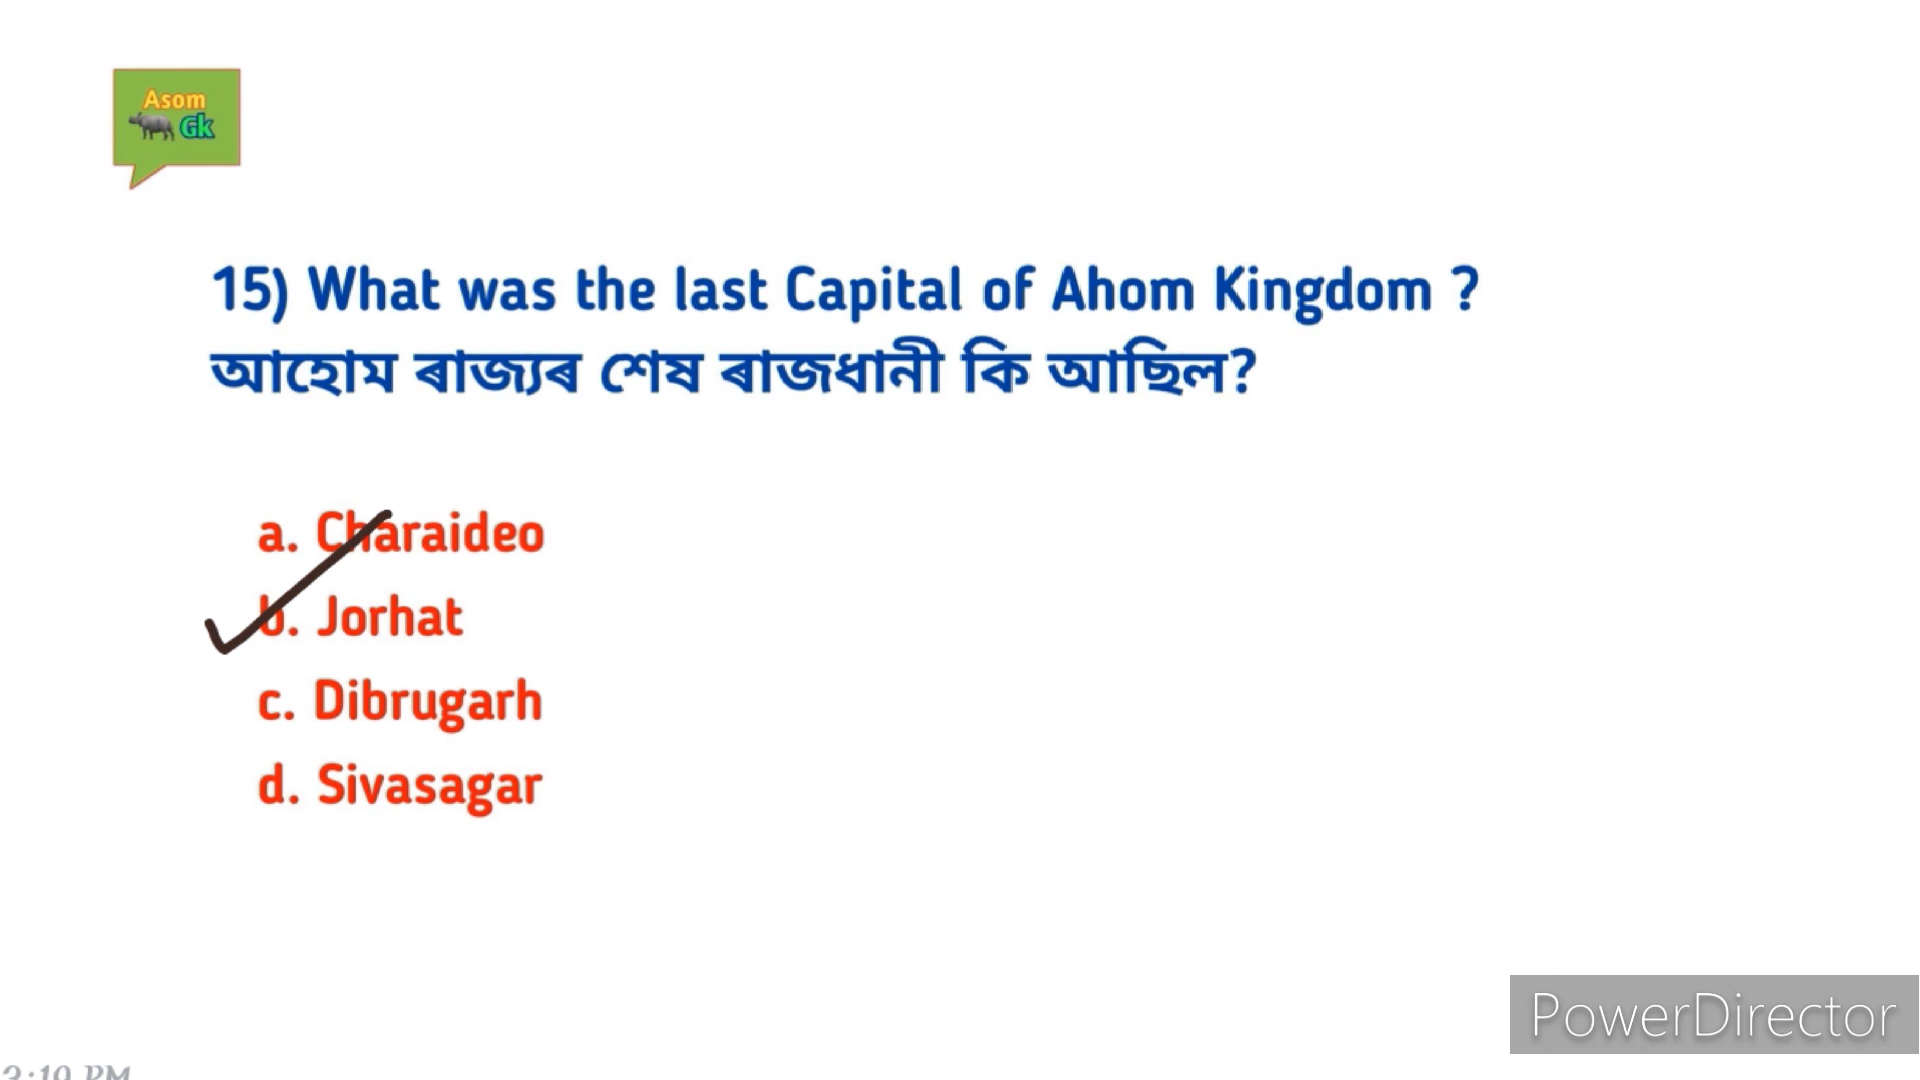 Asom
Gk
15) What was the last Capital of Ahom Kingdom ?
আহোম ৰাজ্যৰ শেষ ৰাজধানী কি আছিল?
a. Charaideo
b. Jorhat
c. Dibrugarh
d. Sivasagar
PowerDirector
PM